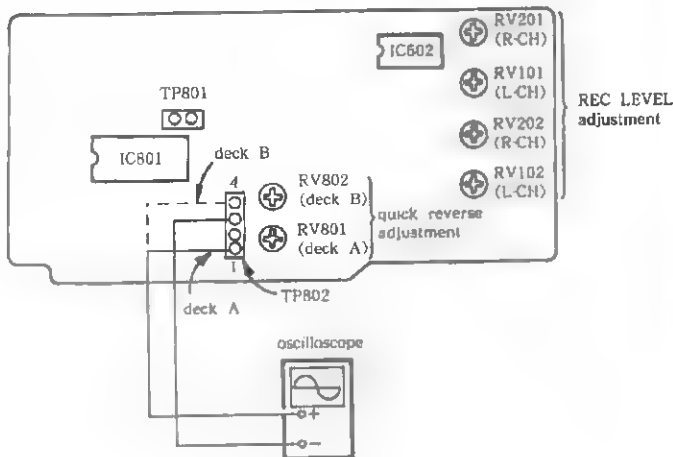 RV201
(R-CH)
IC602
RV101
(L-CH)
REC LEVEL
adjustment
TP801
RV202
(R-CH)
IC801
deck B
RV102
(L-CH)
4
RV802
(deck B)
quick reverse
adjustment
RV801
(deck A)
1
TP802
deck A
oscilloscope
+
−